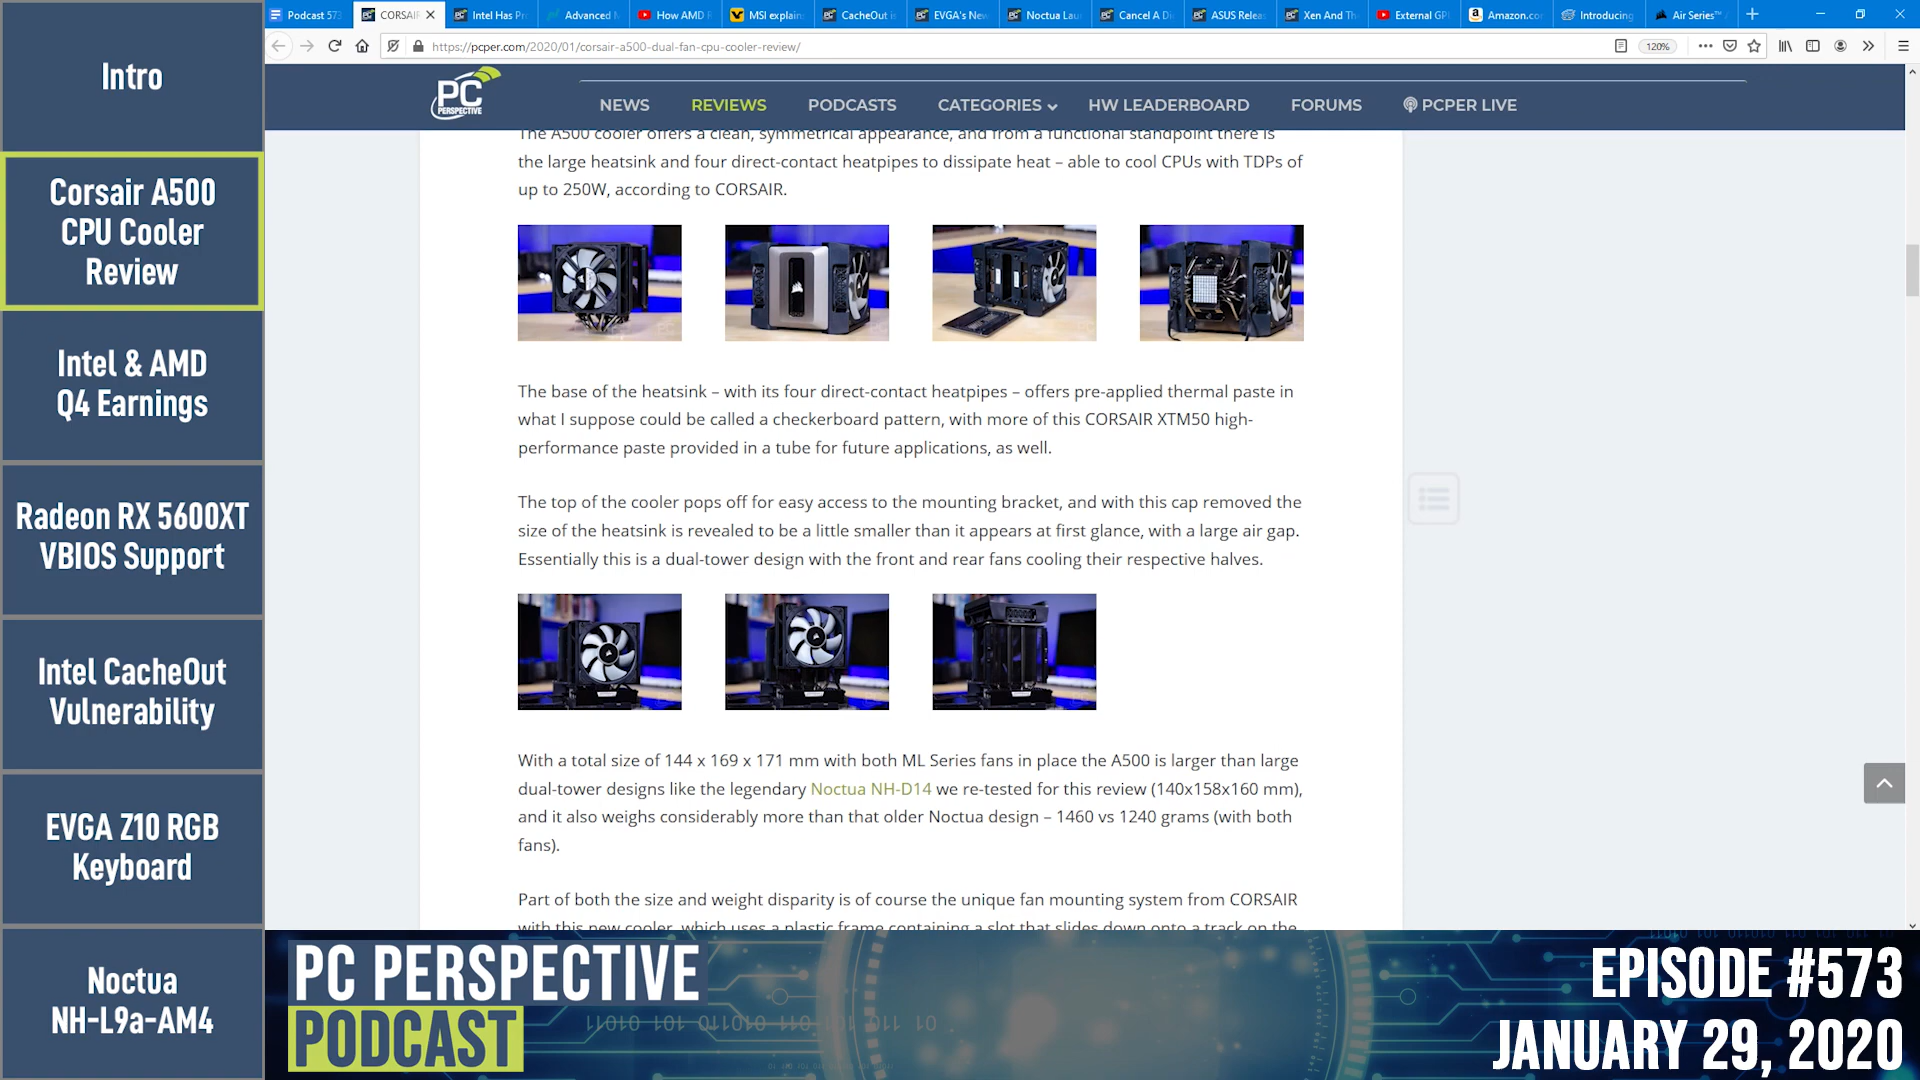 Intro
Corsair A500
CPU Cooler
Review
Intel & AMD
Q4 Earnings
Radeon RX 5600XT
VBIOS Support
Intel CacheOut
Vulnerability
EVGA Z10 RGB
Keyboard
Noctua
NH-L9a-AM4
Podcast 573
CORSAIR
Intel Has Pr
Advanced M
How AMD R
MSI explain
CacheOut is
EVGA's New
Noctua Lau
Cancel A Di
ASUS Releas
Xen And Th
External GP
Amazon.co
Introducing
Air Series™
https://pcper.com/2020/01/corsair-a500-dual-fan-cpu-cooler-review/
120%
PC
PERSPECTIVE
NEWS
REVIEWS
PODCASTS
CATEGORIES
HW LEADERBOARD
FORUMS
PCPER LIVE
The A500 cooler offers a clean, symmetrical appearance, and from a functional standpoint there is
the large heatsink and four direct-contact heatpipes to dissipate heat – able to cool CPUs with TDPs of
up to 250W, according to CORSAIR.
The base of the heatsink – with its four direct-contact heatpipes – offers pre-applied thermal paste in
what I suppose could be called a checkerboard pattern, with more of this CORSAIR XTM50 high-
performance paste provided in a tube for future applications, as well.
The top of the cooler pops off for easy access to the mounting bracket, and with this cap removed the
size of the heatsink is revealed to be a little smaller than it appears at first glance, with a large air gap.
Essentially this is a dual-tower design with the front and rear fans cooling their respective halves.
With a total size of 144 x 169 x 171 mm with both ML Series fans in place the A500 is larger than large
dual-tower designs like the legendary Noctua NH-D14 we re-tested for this review (140x158x160 mm),
and it also weighs considerably more than that older Noctua design – 1460 vs 1240 grams (with both
fans).
Part of both the size and weight disparity is of course the unique fan mounting system from CORSAIR
with this new cooler, which uses a plastic frame containing a slot that slides down onto a track on the
PC PERSPECTIVE
PODCAST
EPISODE #573
JANUARY 29, 2020